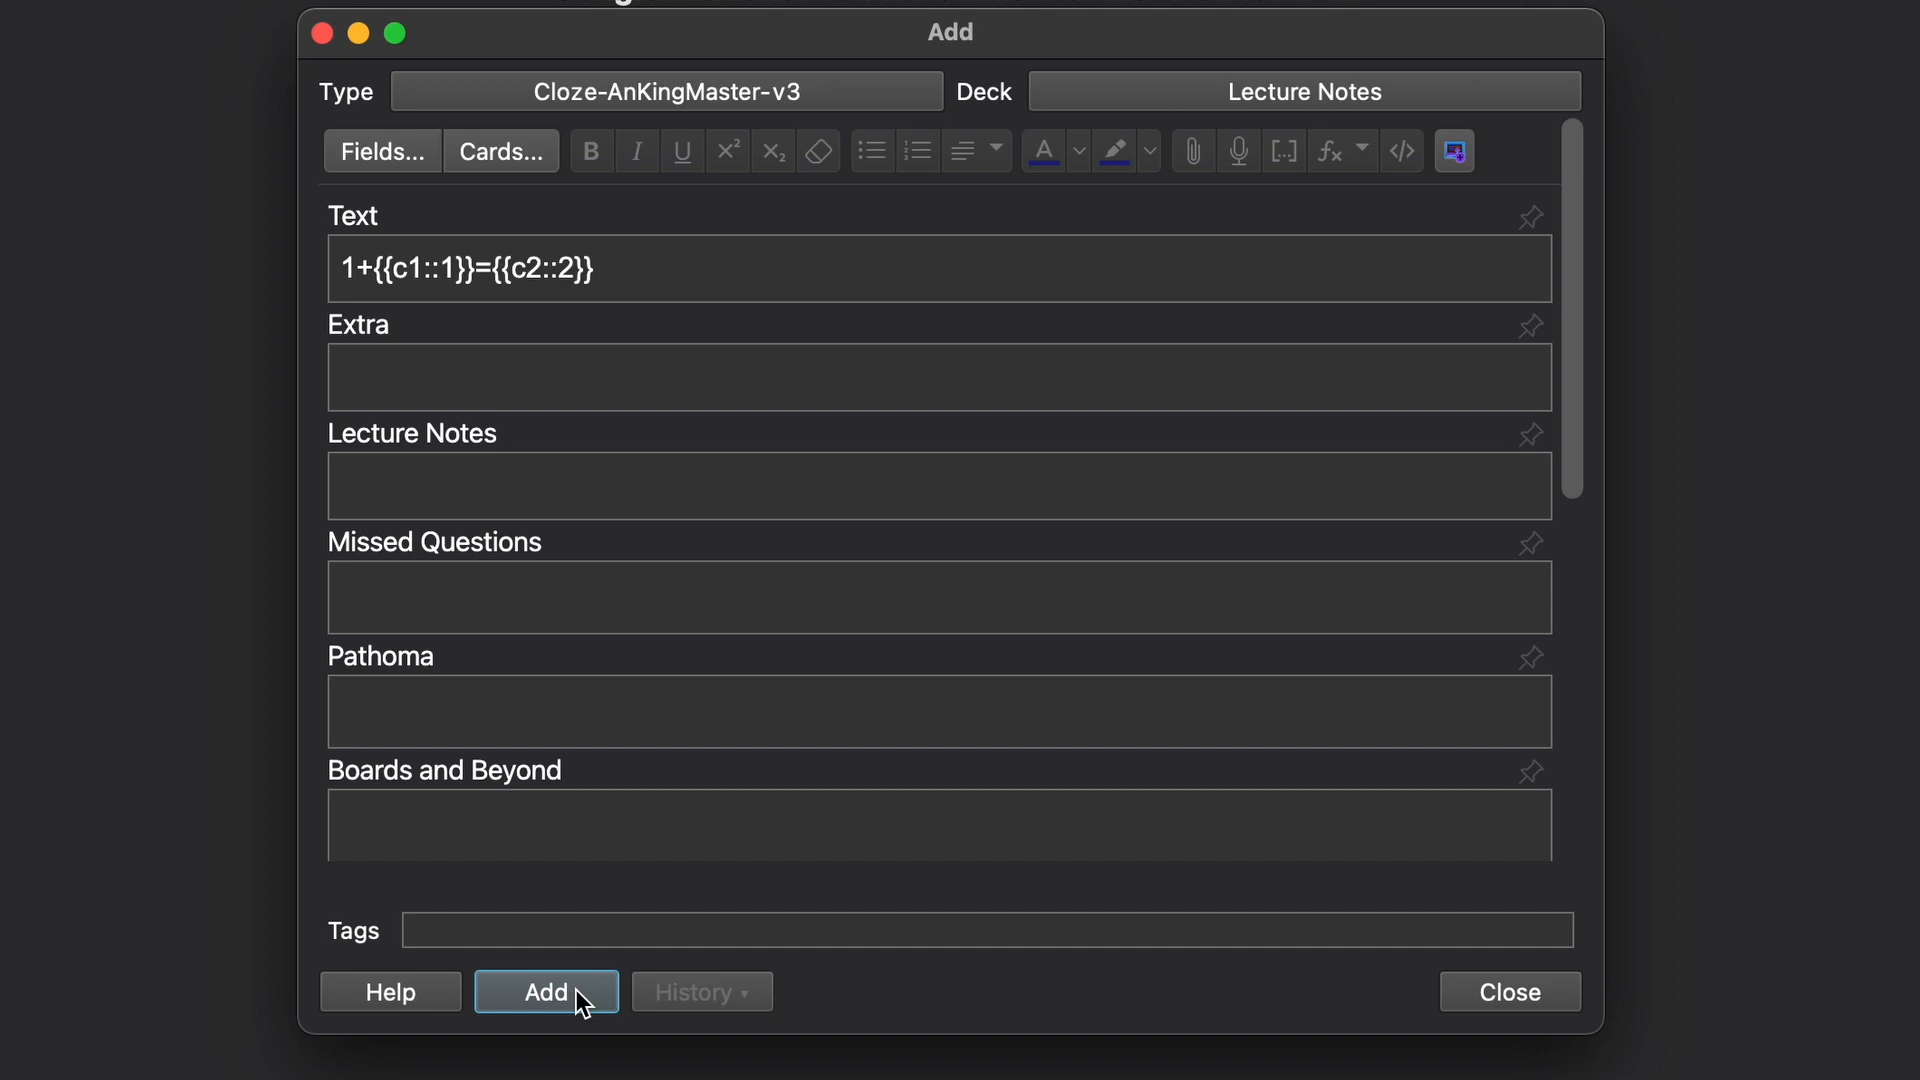 Add
Type Cloze-AnKingMaster-v3 Deck Lecture Notes
Fields... Cards...
Text
1+{{c1::1}}={{c2::2}}
Extra
Lecture Notes
Missed Questions
Pathoma
Boards and Beyond
Tags
Help Add History Close